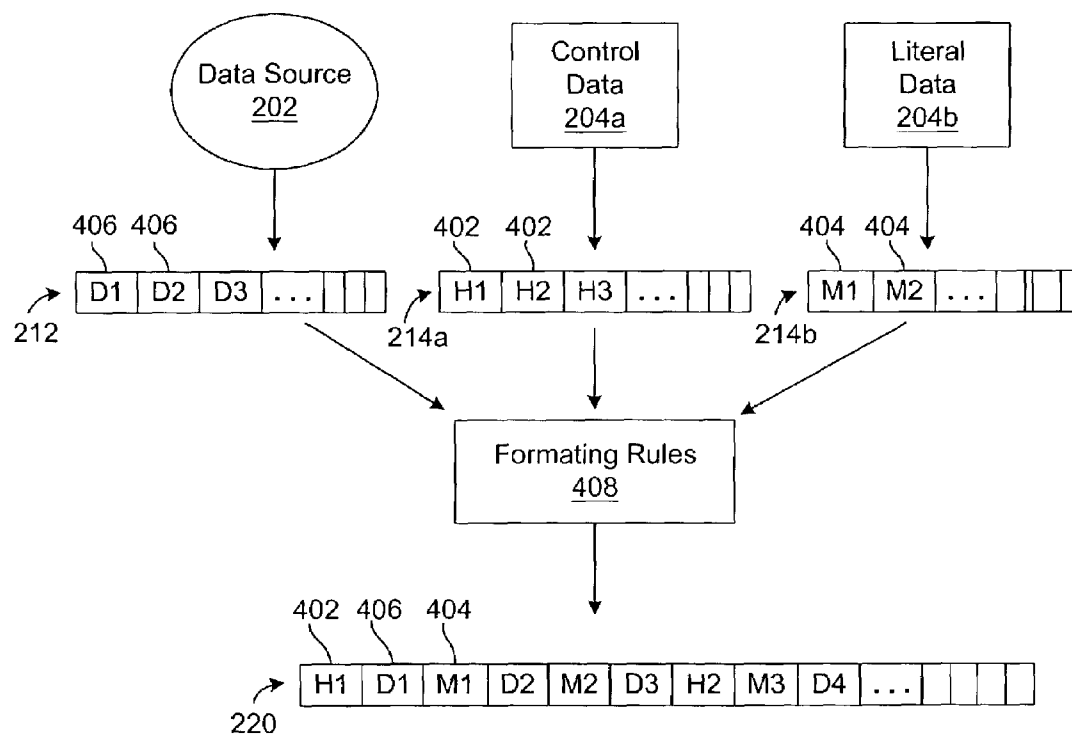 Data Source
202
Control
Data
204a
Literal
Data
204b
406 406
402 402
404 404
D1 D2 D3 ...
H1 H2 H3 ...
M1 M2 ...
212
214a
214b
Formating Rules
408
402 406 404
H1 D1 M1 D2 M2 D3 H2 M3 D4 ...
220